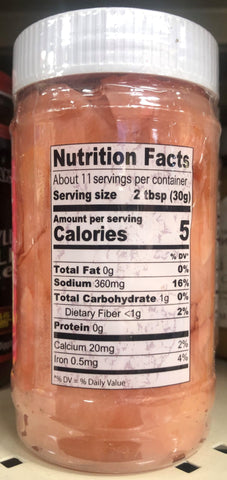 Nutrition Facts
About 11 servings per container
Serving size 2 tbsp (30g)
Amount per serving
Calories 5
% DV*
Total Fat 0g 0%
Sodium 360mg 16%
Total Carbohydrate 1g 0%
Dietary Fiber <1g 2%
Protein 0g
Calcium 20mg 2%
Iron 0.5mg 4%
*% DV = % Daily Value